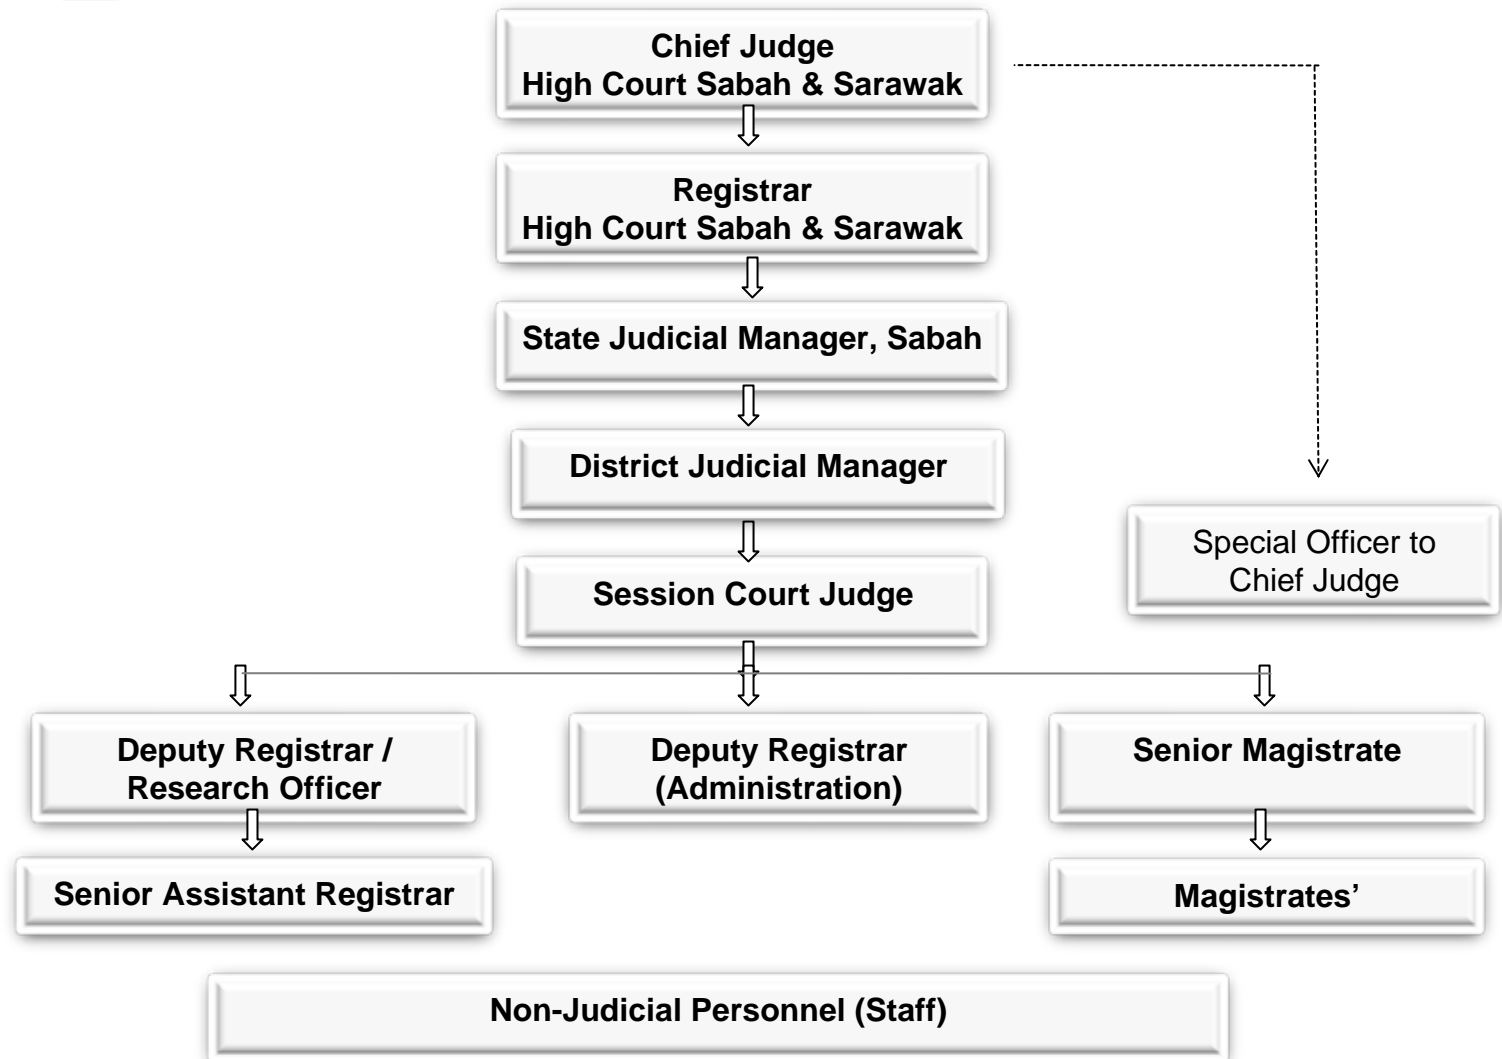 Chief Judge
High Court Sabah & Sarawak
Registrar
High Court Sabah & Sarawak
State Judicial Manager, Sabah
District Judicial Manager
Special Officer to
Chief Judge
Session Court Judge
Deputy Registrar /
Research Officer
Deputy Registrar
(Administration)
Senior Magistrate
Senior Assistant Registrar
Magistrates’
Non-Judicial Personnel (Staff)